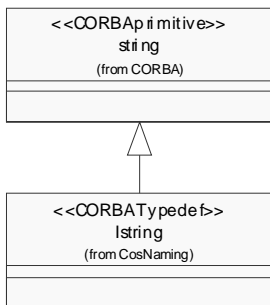 <<CORBAprimitive>>
string
(from CORBA)
<<CORBATypedef>>
Istring
(from CosNaming)